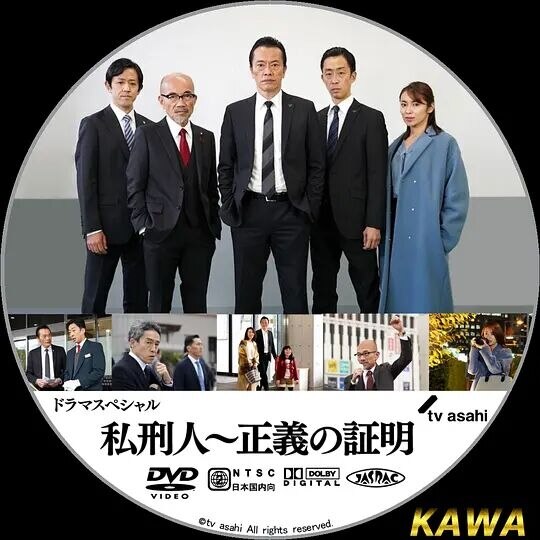 ドラマスペシャル
tv asahi
私刑人～正義の証明
DVD
VIDEO
2
NTSC
日本国内向
DOLBY
DIGITAL
JASRAC
©tv asahi All rights reserved.
KAWA